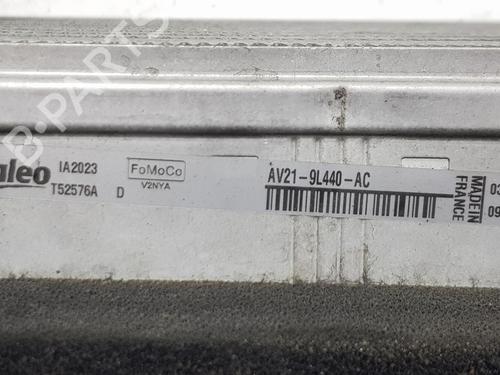 B-PARTS
aleo
IA2023
T52576A D
FoMoCo
V2NYA
AV21-9L440-AC
MADE IN
FRANCE
03
09